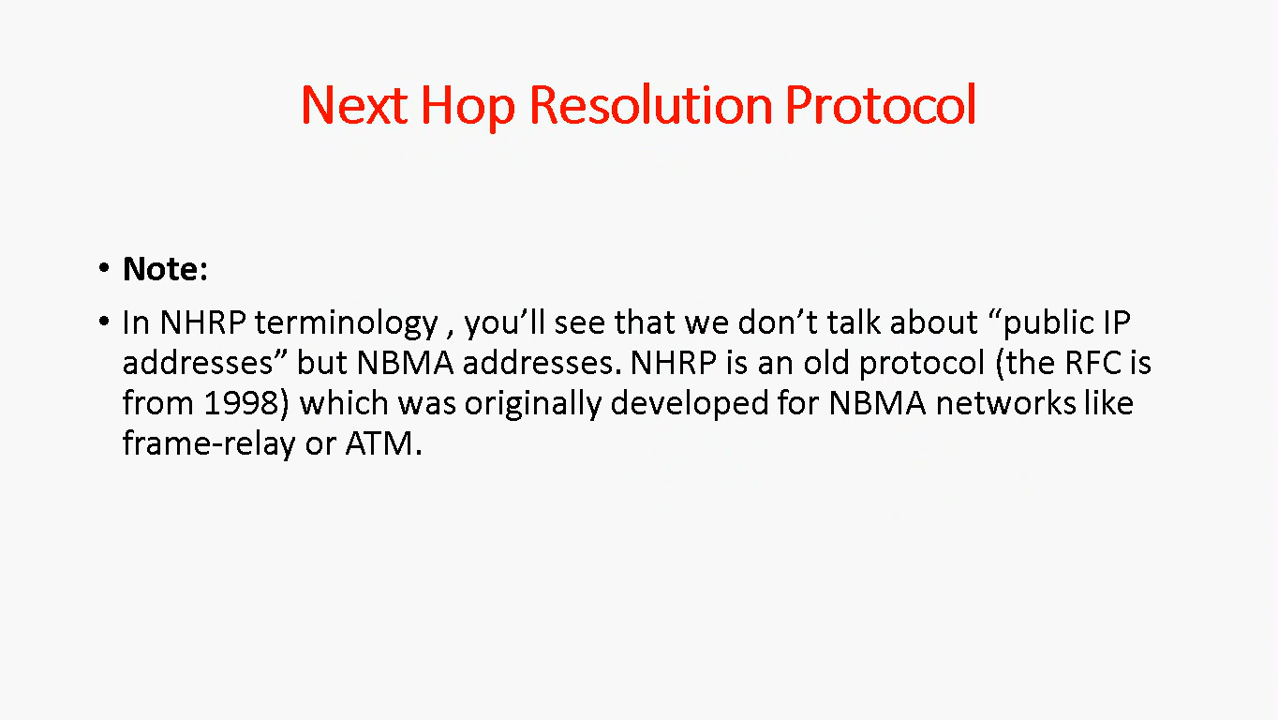 Next Hop Resolution Protocol
• Note:
• In NHRP terminology , you’ll see that we don’t talk about “public IP
addresses” but NBMA addresses. NHRP is an old protocol (the RFC is
from 1998) which was originally developed for NBMA networks like
frame-relay or ATM.